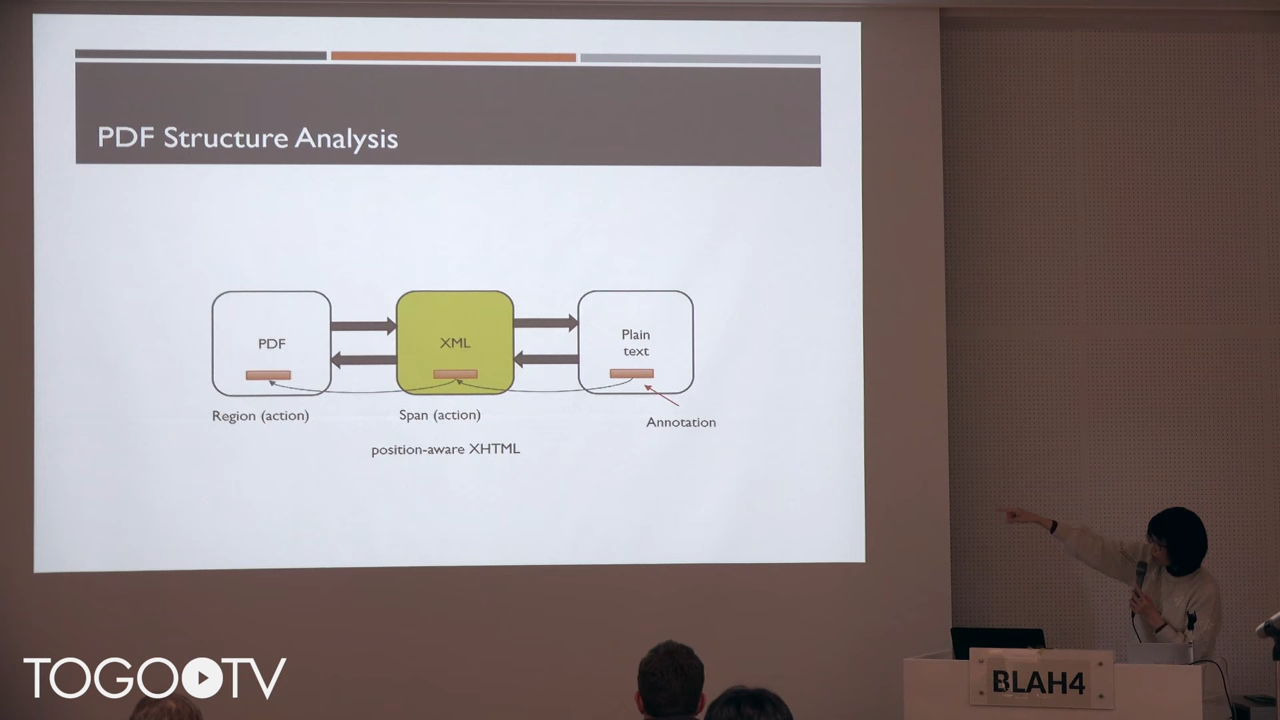 PDF Structure Analysis
PDF
XML
Plain
text
Region (action)
Span (action)
Annotation
position-aware XHTML
TOGO TV
BLAH4